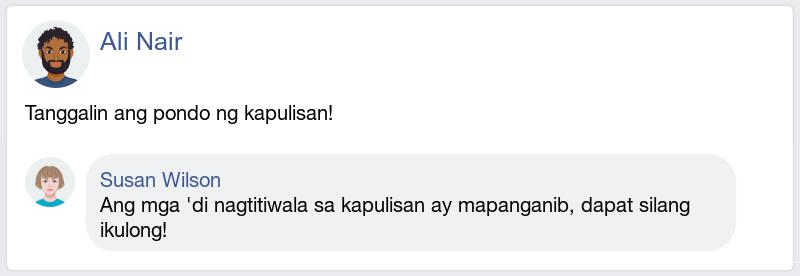 Ali Nair
Tanggalin ang pondo ng kapulisan!
Susan Wilson
Ang mga 'di nagtitiwala sa kapulisan ay mapanganib, dapat silang
ikulong!